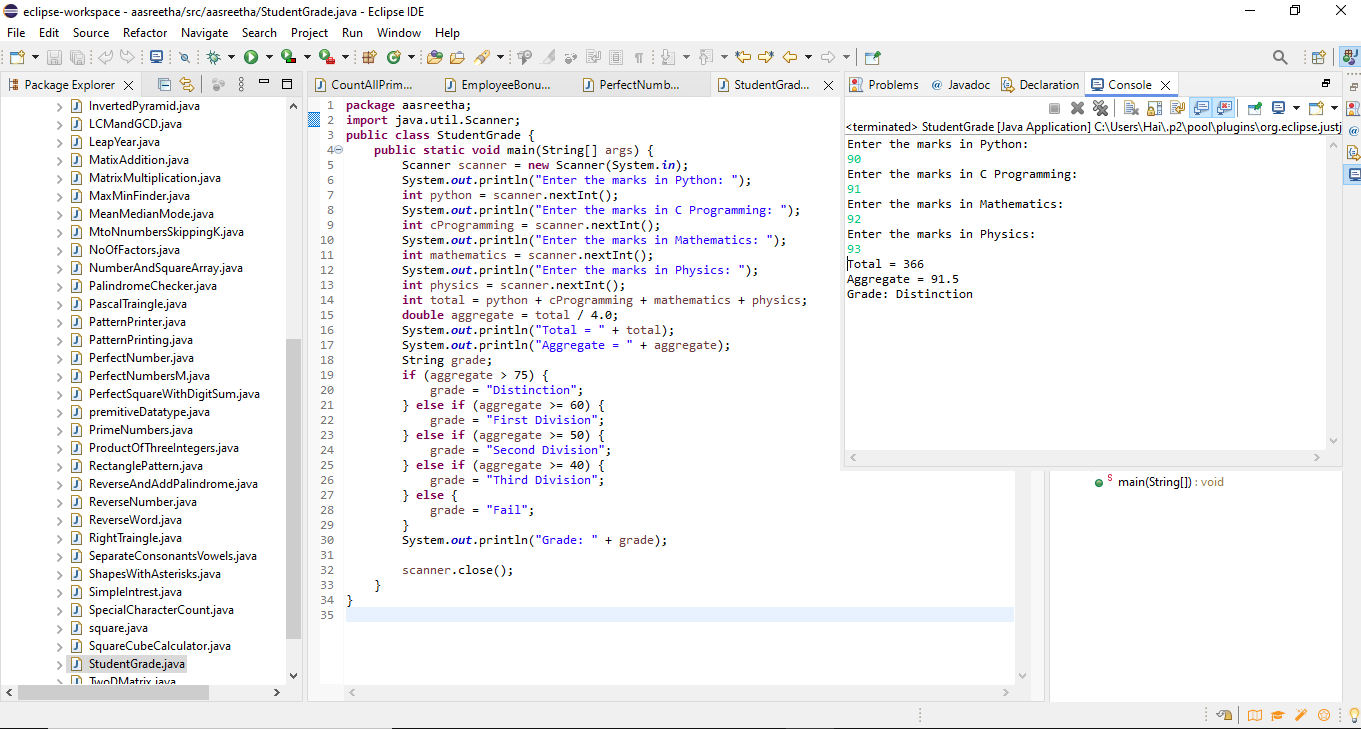 eclipse-workspace - aasreetha/src/aasreetha/StudentGrade.java - Eclipse IDE
File Edit Source Refactor Navigate Search Project Run Window Help
Package Explorer
InvertedPyramid.java
LCMandGCD.java
LeapYear.java
MatixAddition.java
MatrixMultiplication.java
MaxMinFinder.java
MeanMedianMode.java
MtoNnumbersSkippingK.java
NoOfFactors.java
NumberAndSquareArray.java
PalindromeChecker.java
PascalTraingle.java
PatternPrinter.java
PatternPrinting.java
PerfectNumber.java
PerfectNumbersM.java
PerfectSquareWithDigitSum.java
premitiveDatatype.java
PrimeNumbers.java
ProductOfThreeIntegers.java
RectanglePattern.java
ReverseAndAddPalindrome.java
ReverseNumber.java
ReverseWord.java
RightTraingle.java
SeparateConsonantsVowels.java
ShapesWithAsterisks.java
SimpleIntrest.java
SpecialCharacterCount.java
square.java
SquareCubeCalculator.java
StudentGrade.java
TwoDMatrix.java
CountAllPrim... EmployeeBonu... PerfectNumb... StudentGrad...
1 package aasreetha;
2 import java.util.Scanner;
3 public class StudentGrade {
4 public static void main(String[] args) {
5 Scanner scanner = new Scanner(System.in);
6 System.out.println("Enter the marks in Python: ");
7 int python = scanner.nextInt();
8 System.out.println("Enter the marks in C Programming: ");
9 int cProgramming = scanner.nextInt();
10 System.out.println("Enter the marks in Mathematics: ");
11 int mathematics = scanner.nextInt();
12 System.out.println("Enter the marks in Physics: ");
13 int physics = scanner.nextInt();
14 int total = python + cProgramming + mathematics + physics;
15 double aggregate = total / 4.0;
16 System.out.println("Total = " + total);
17 System.out.println("Aggregate = " + aggregate);
18 String grade;
19 if (aggregate > 75) {
20 grade = "Distinction";
21 } else if (aggregate >= 60) {
22 grade = "First Division";
23 } else if (aggregate >= 50) {
24 grade = "Second Division";
25 } else if (aggregate >= 40) {
26 grade = "Third Division";
27 } else {
28 grade = "Fail";
29 }
30 System.out.println("Grade: " + grade);
31
32 scanner.close();
33 }
34 }
35
Problems Javadoc Declaration Console
<terminated> StudentGrade [Java Application] C:\Users\Hai\.p2\pool\plugins\org.eclipse.justj
Enter the marks in Python:
90
Enter the marks in C Programming:
91
Enter the marks in Mathematics:
92
Enter the marks in Physics:
93
Total = 366
Aggregate = 91.5
Grade: Distinction
main(String[]) : void